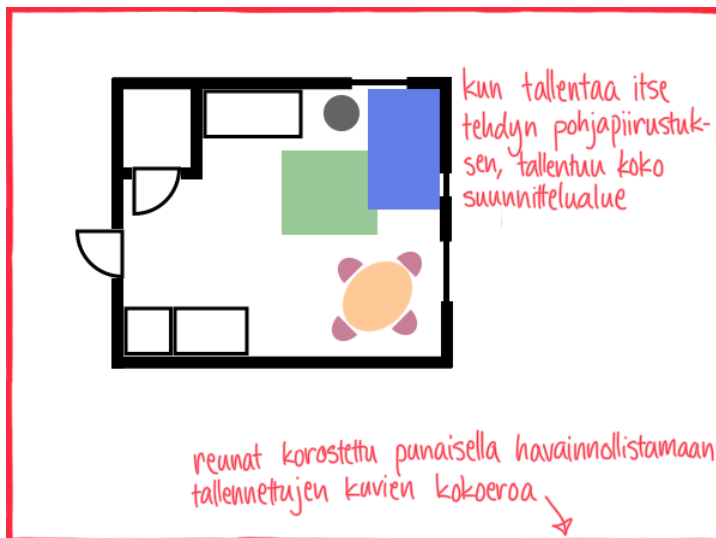 kun tallentaa itse
tehdyn pohjapiirustuk-
sen, tallentuu koko
suunnittelualue
reunat korostettu punaisella havainnollistamaan
tallennettujen kuvien kokoeroa